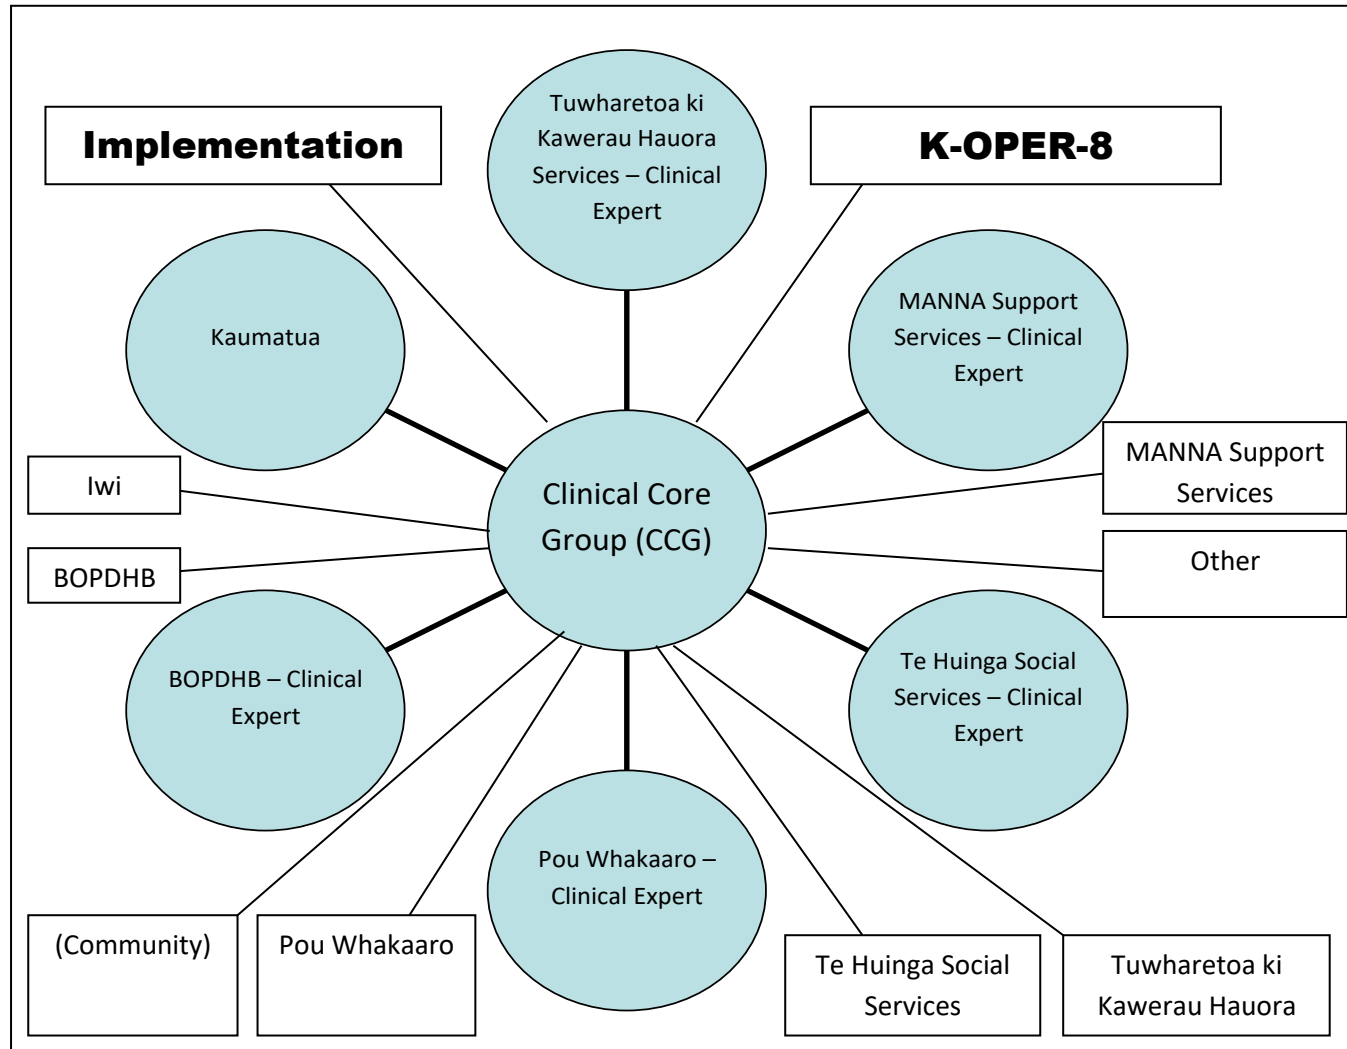 Implementation
Tuwharetoa ki
Kawerau Hauora
Services – Clinical
Expert
K-OPER-8
Kaumatua
MANNA Support
Services – Clinical
Expert
Iwi
BOPDHB
Clinical Core
Group (CCG)
MANNA Support
Services
Other
BOPDHB – Clinical
Expert
Te Huinga Social
Services – Clinical
Expert
Pou Whakaaro –
Clinical Expert
(Community)
Pou Whakaaro
Te Huinga Social
Services
Tuwharetoa ki
Kawerau Hauora